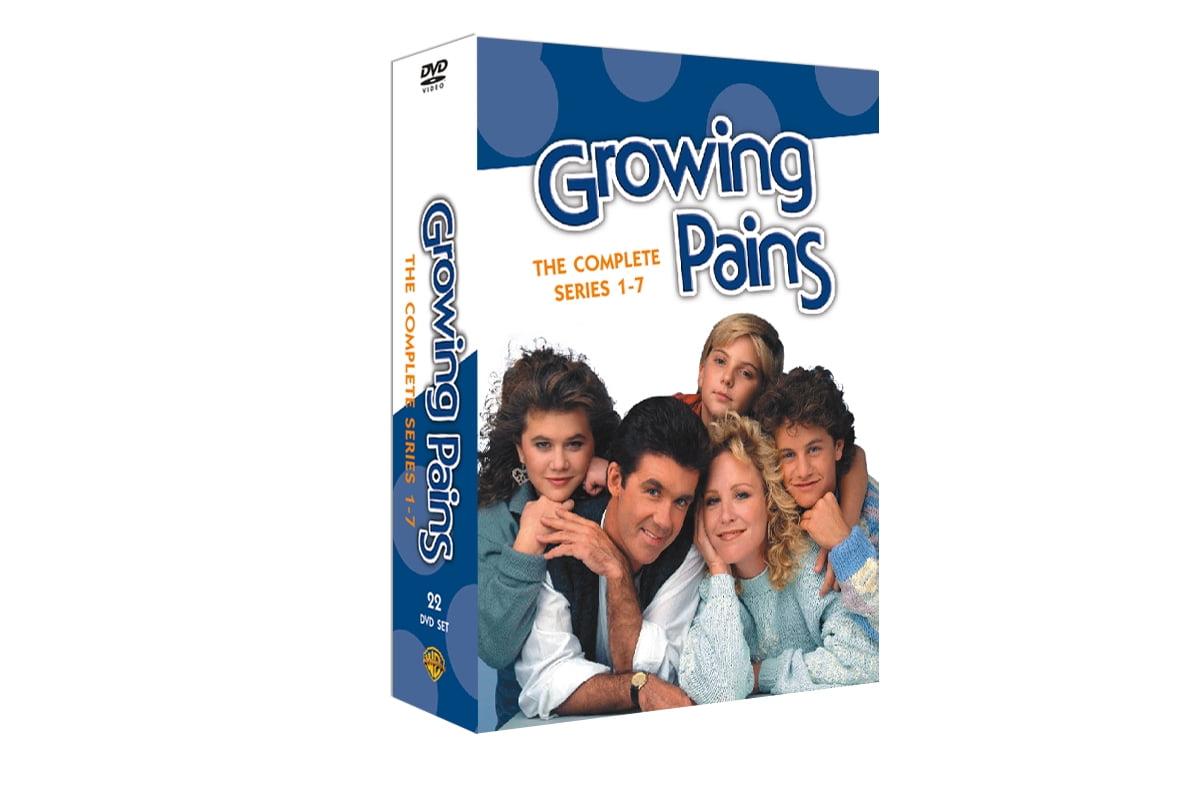 DVD
VIDEO
Growing Pains
THE COMPLETE SERIES 1-7
22
DVD SET
WB
Growing
Pains
THE COMPLETE
SERIES 1-7